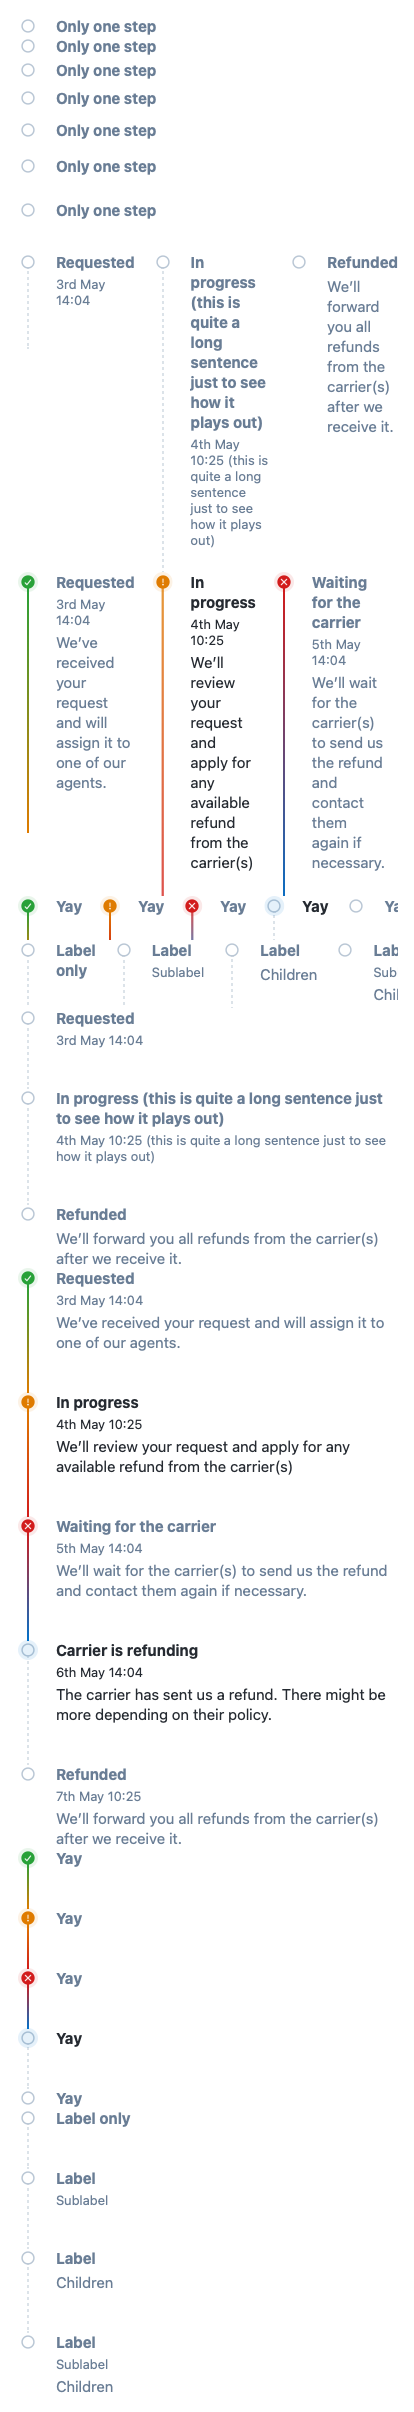 Only one step
Only one step
Only one step
Only one step
Only one step
Only one step
Only one step
Requested
3rd May
14:04
In
progress
(this is
quite a
long
sentence
just to see
how it
plays out)
4th May
10:25 (this is
quite a long
sentence
just to see
how it plays
out)
Refunded
We'll
forward
you all
refunds
from the
carrier(s)
after we
receive it.
Requested
3rd May
14:04
We've
received
your
request
and will
assign it to
one of our
agents.
In
progress
4th May
10:25
We'll
review
your
request
and
apply for
any
available
refund
from the
carrier(s)
Waiting
for the
carrier
5th May
14:04
We'll wait
for the
carrier(s)
to send us
the refund
and
contact
them
again if
necessary.
Yay
Yay
Yay
Yay
Label
only
Label
Sublabel
Label
Children
Requested
3rd May 14:04
In progress (this is quite a long sentence just
to see how it plays out)
4th May 10:25 (this is quite a long sentence just to see
how it plays out)
Refunded
We'll forward you all refunds from the carrier(s)
after we receive it.
Requested
3rd May 14:04
We've received your request and will assign it to
one of our agents.
In progress
4th May 10:25
We'll review your request and apply for any
available refund from the carrier(s)
Waiting for the carrier
5th May 14:04
We'll wait for the carrier(s) to send us the refund
and contact them again if necessary.
Carrier is refunding
6th May 14:04
The carrier has sent us a refund. There might be
more depending on their policy.
Refunded
7th May 10:25
We'll forward you all refunds from the carrier(s)
after we receive it.
Yay
Yay
Yay
Yay
Yay
Label only
Label
Sublabel
Label
Children
Label
Sublabel
Children